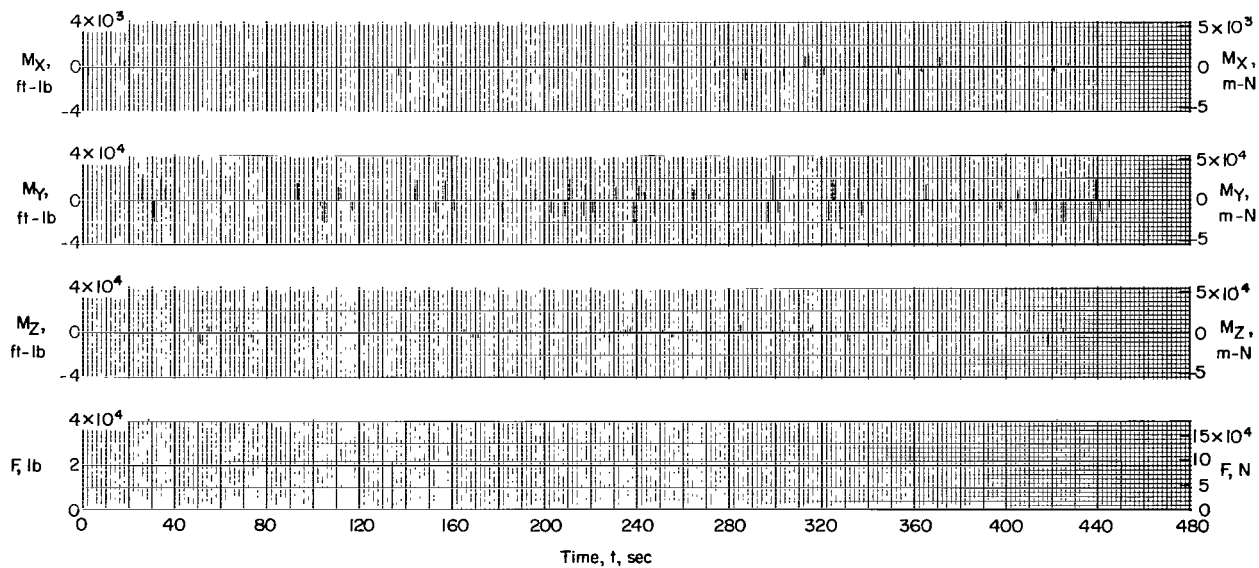 4×10³
M_X,
ft-lb
0
-4
5×10³
0
M_X,
m-N
-5
4×10⁴
M_Y,
ft-lb
0
-4
5×10⁴
0
M_Y,
m-N
-5
4×10⁴
M_Z,
ft-lb
0
-4
5×10⁴
0
M_Z,
m-N
-5
4×10⁴
F, lb
2
0
15×10⁴
10
F, N
5
0
0 40 80 120 160 200 240 280 320 360 400 440 480
Time, t, sec